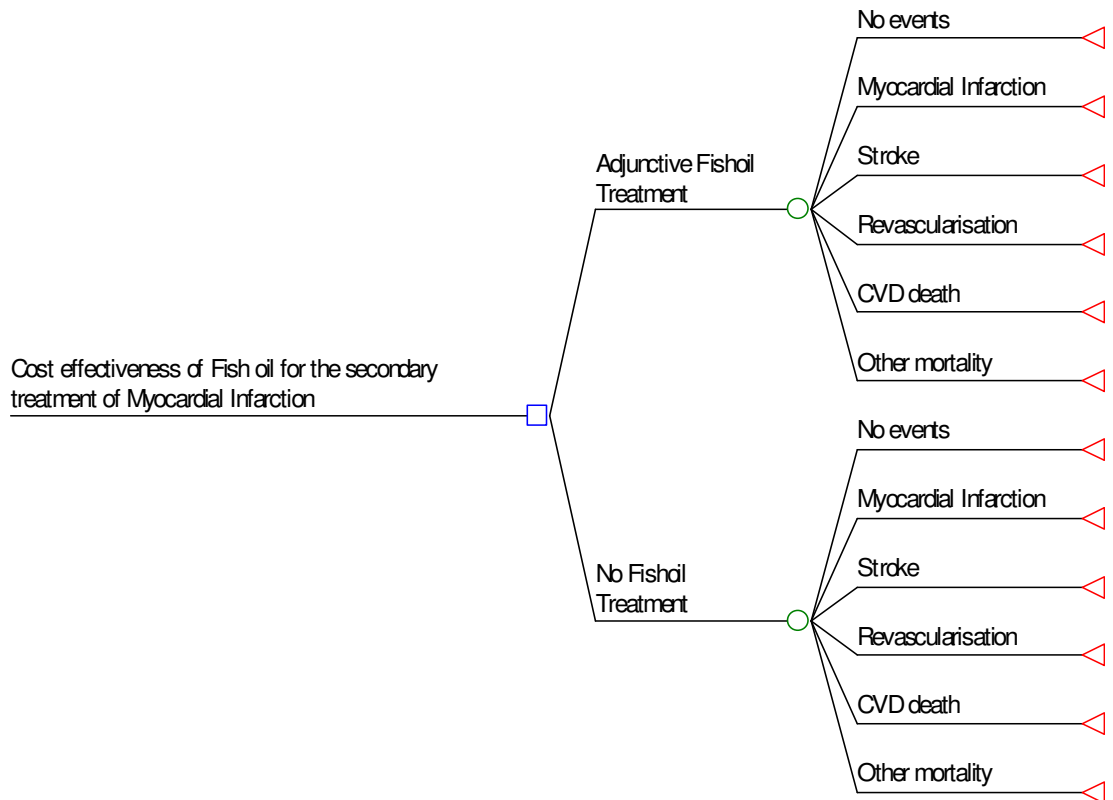 No events
Myocardial Infarction
Stroke
Adjunctive Fishoil
Treatment
Revascularisation
CVD death
Other mortality
Cost effectiveness of Fish oil for the secondary
treatment of Myocardial Infarction
No events
Myocardial Infarction
Stroke
No Fishoil
Treatment
Revascularisation
CVD death
Other mortality